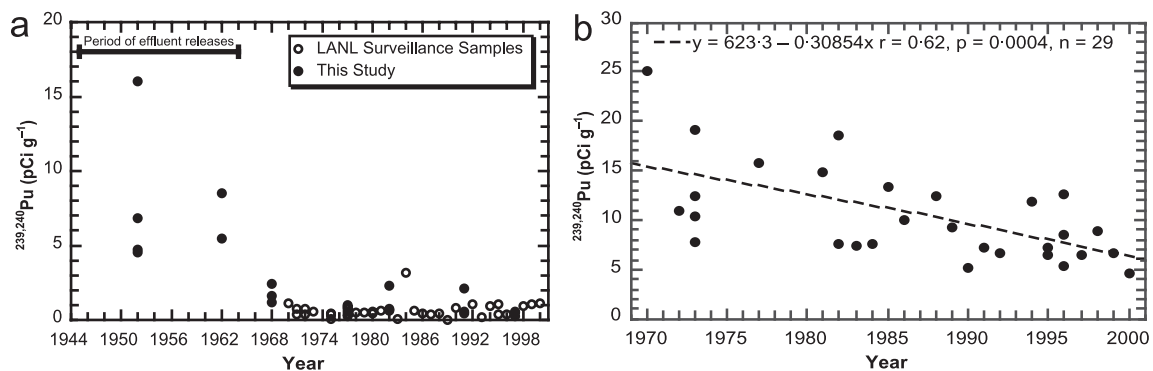 a
Period of effluent releases
LANL Surveillance Samples
This Study
20
15
10
5
0
239,240Pu (pCi g–1)
1944 1950 1956 1962 1968 1974 1980 1986 1992 1998
Year
b
y = 623·3 – 0·30854x r = 0·62, p = 0·0004, n = 29
30
25
20
15
10
5
0
239,240Pu (pCi g–1)
1970 1975 1980 1985 1990 1995 2000
Year